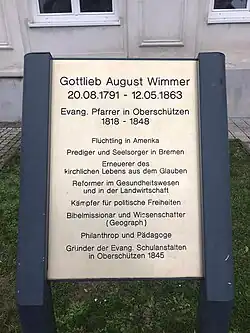 Gottlieb August Wimmer
20.08.1791 - 12.05.1863
Evang. Pfarrer in Oberschützen
1818 - 1848
Flüchtling in Amerika
Prediger und Seelsorger in Bremen
Erneuerer des
kirchlichen Lebens aus dem Glauben
Reformer im Gesundheitswesen
und in der Landwirtschaft
Kämpfer für politische Freiheiten
Bibelmissionar und Wissenschafter
(Geograph)
Philanthrop und Pädagoge
Gründer der Evang. Schulanstalten
in Oberschützen 1845